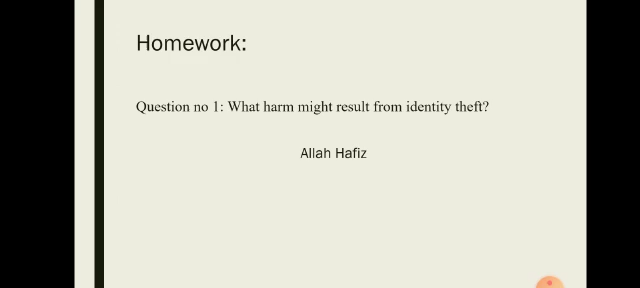 Homework:
Question no 1: What harm might result from identity theft?
Allah Hafiz